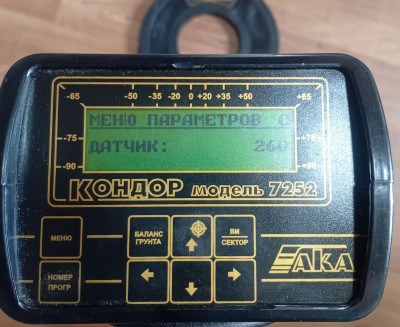 -65 -50 -35 -20 0 +20 +35 +50 +65
МЕНЮ ПАРАМЕТРОВ С
-75 +75
ДАТЧИК: 260
-90 +90
КОНДОР модель 7252
МЕНЮ
БАЛАНС ГРУНТА
ВМ СЕКТОР
АКА
НОМЕР ПРОГР